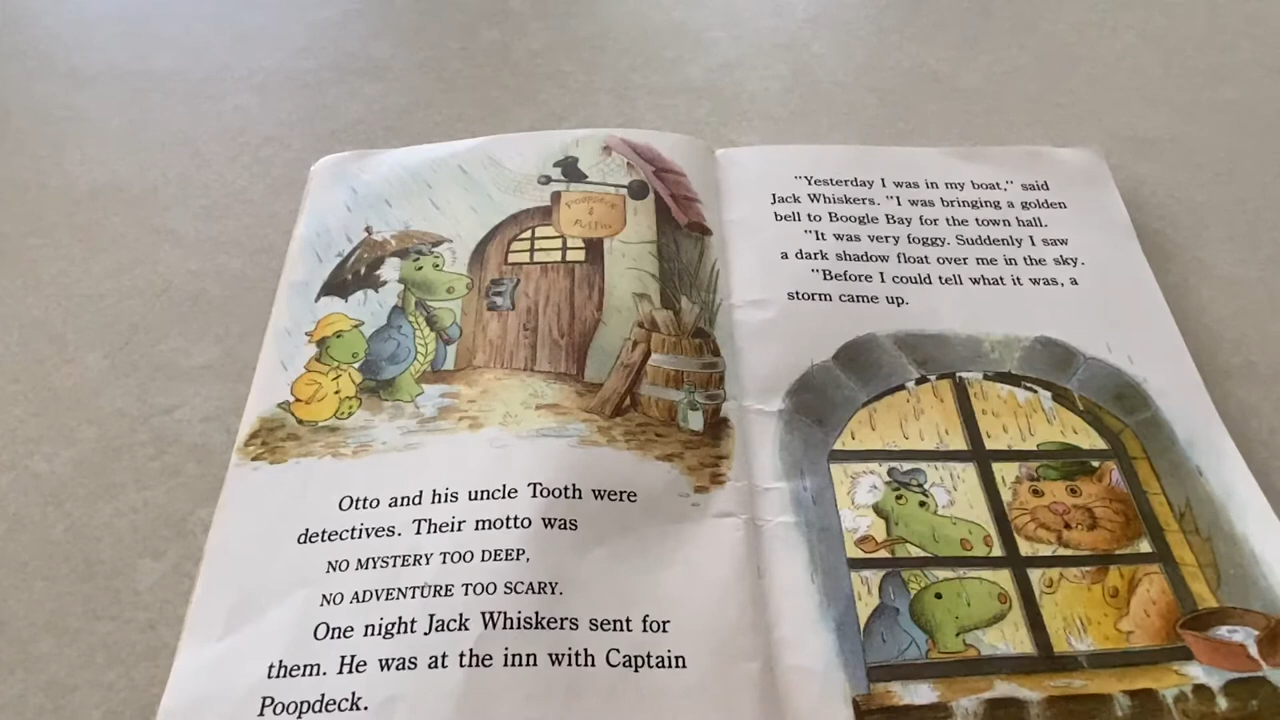 Poopdeck
&
Puffin
Otto and his uncle Tooth were
detectives. Their motto was
NO MYSTERY TOO DEEP,
NO ADVENTURE TOO SCARY.
One night Jack Whiskers sent for
them. He was at the inn with Captain
Poopdeck.
"Yesterday I was in my boat," said
Jack Whiskers. "I was bringing a golden
bell to Boogle Bay for the town hall.
"It was very foggy. Suddenly I saw
a dark shadow float over me in the sky.
"Before I could tell what it was, a
storm came up.